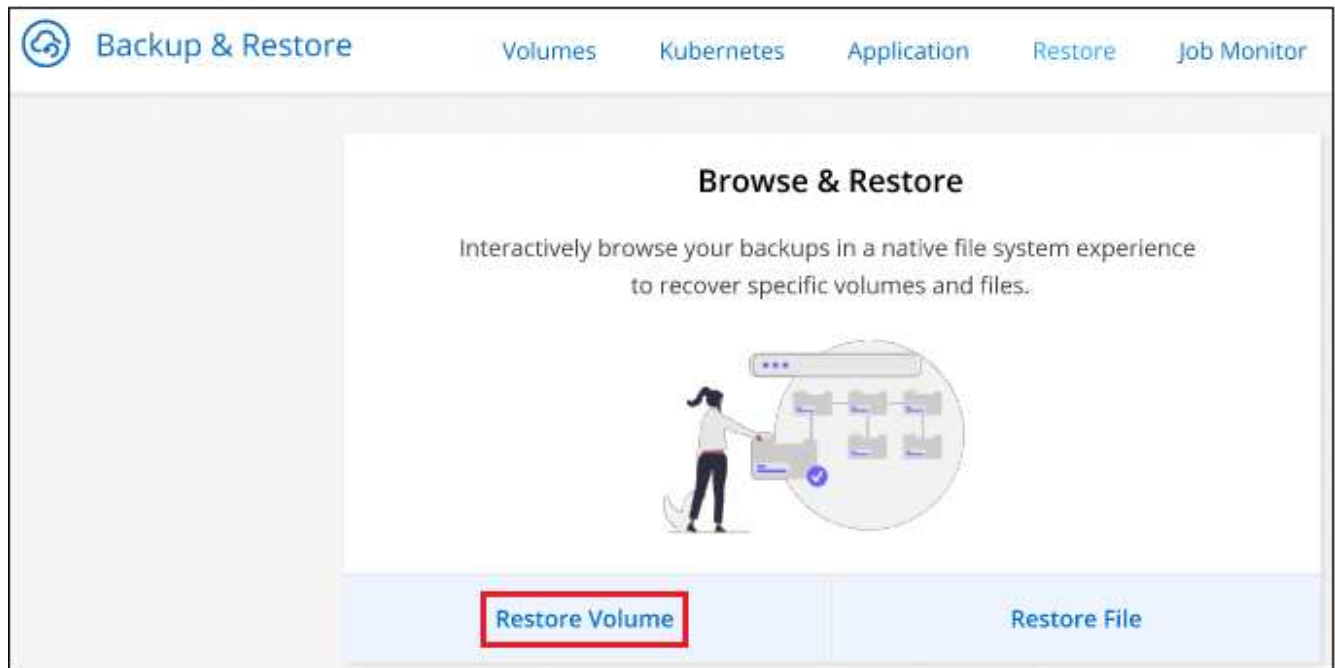 Backup & Restore Volumes Kubernetes Application Restore Job Monitor
Browse & Restore
Interactively browse your backups in a native file system experience
to recover specific volumes and files.
Restore Volume Restore File